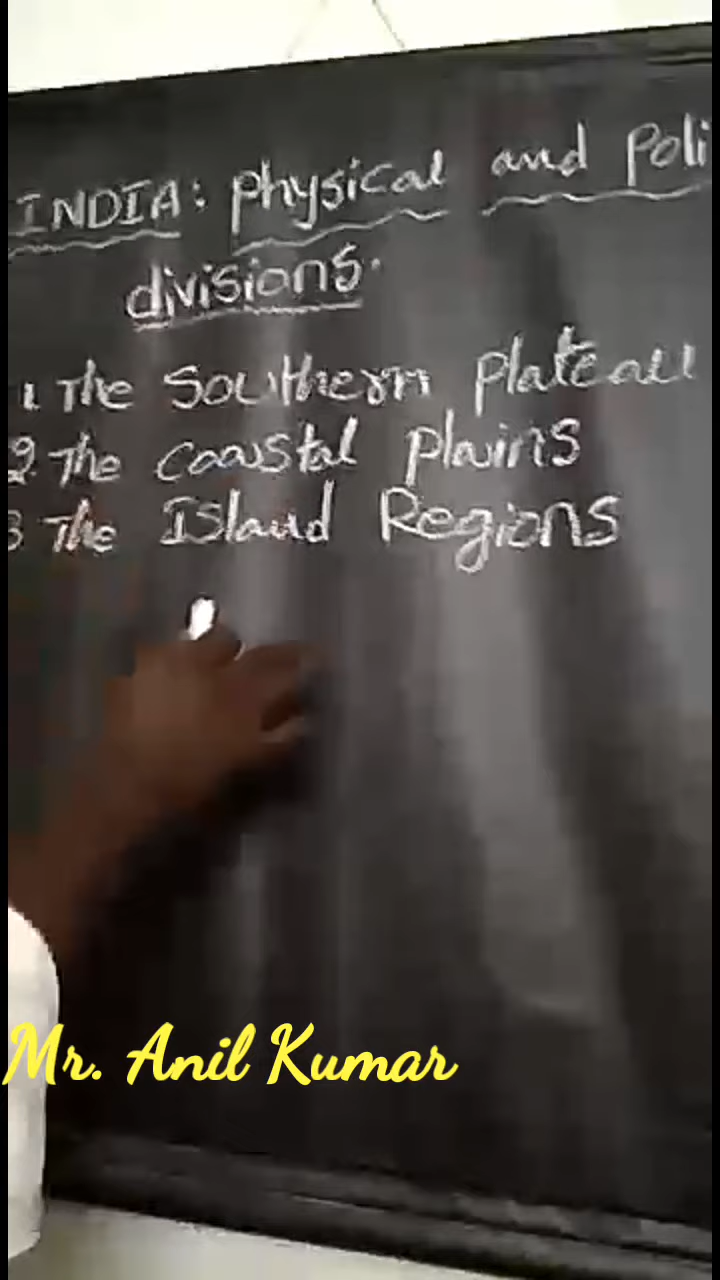 INDIA: physical and Poli
divisions.
1. The Southern plateau
2. The coastal plains
3 The Island Regions
Mr. Anil Kumar